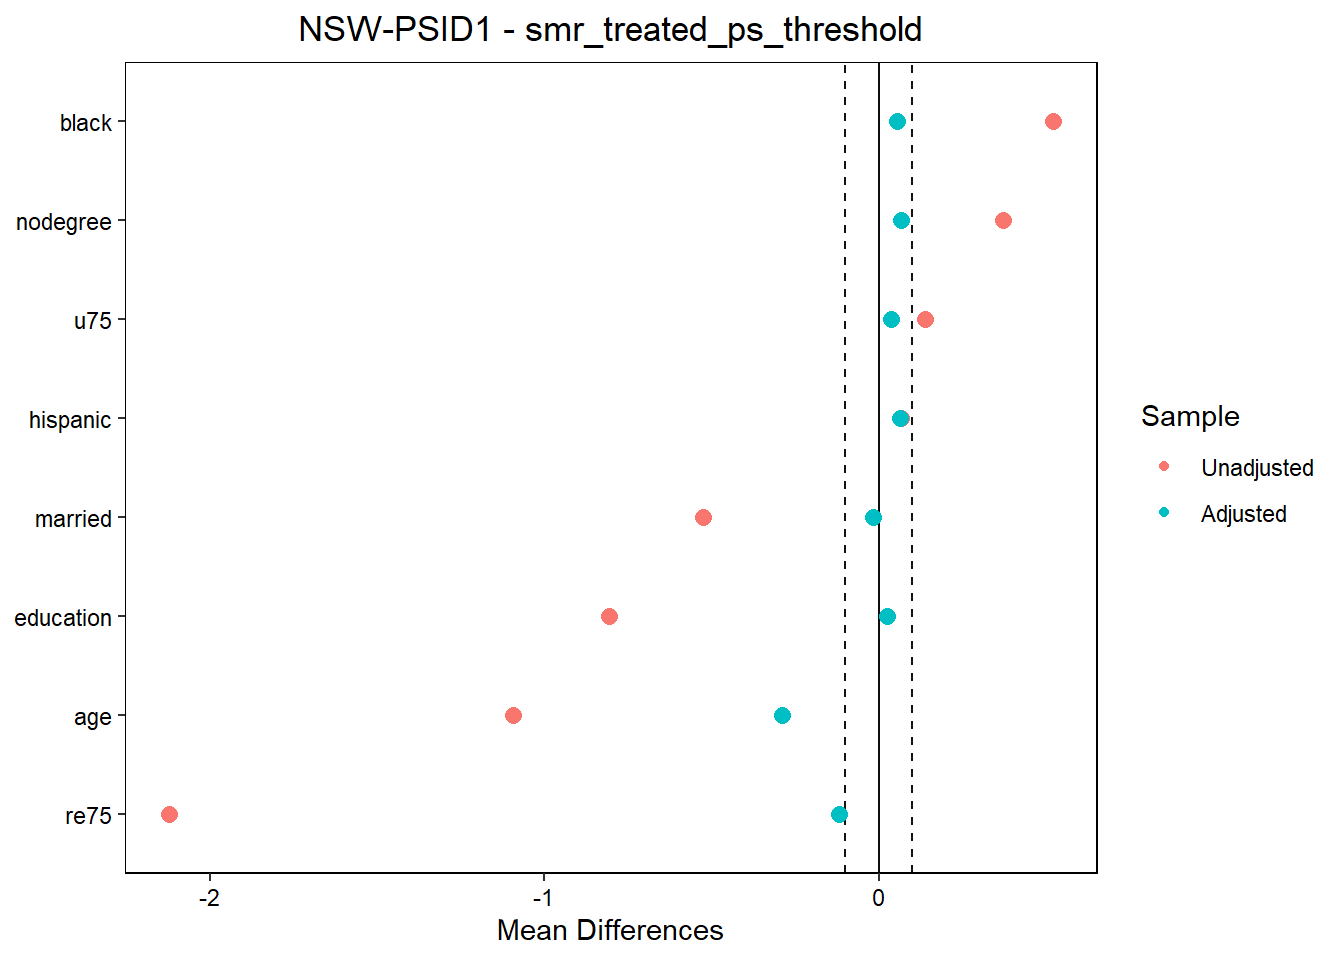 NSW-PSID1 - smr_treated_ps_threshold
black
nodegree
u75
hispanic
married
education
age
re75
-2 -1 0
Mean Differences
Sample
Unadjusted
Adjusted